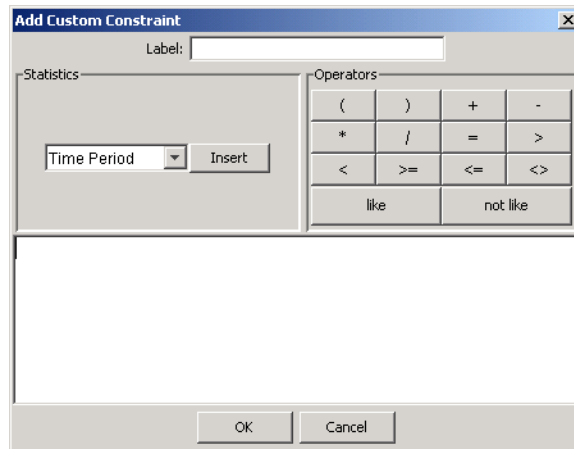 Add Custom Constraint
Label:
Statistics
Operators
( ) + -
* / = >
Time Period Insert
< >= <= <>
like not like
OK Cancel